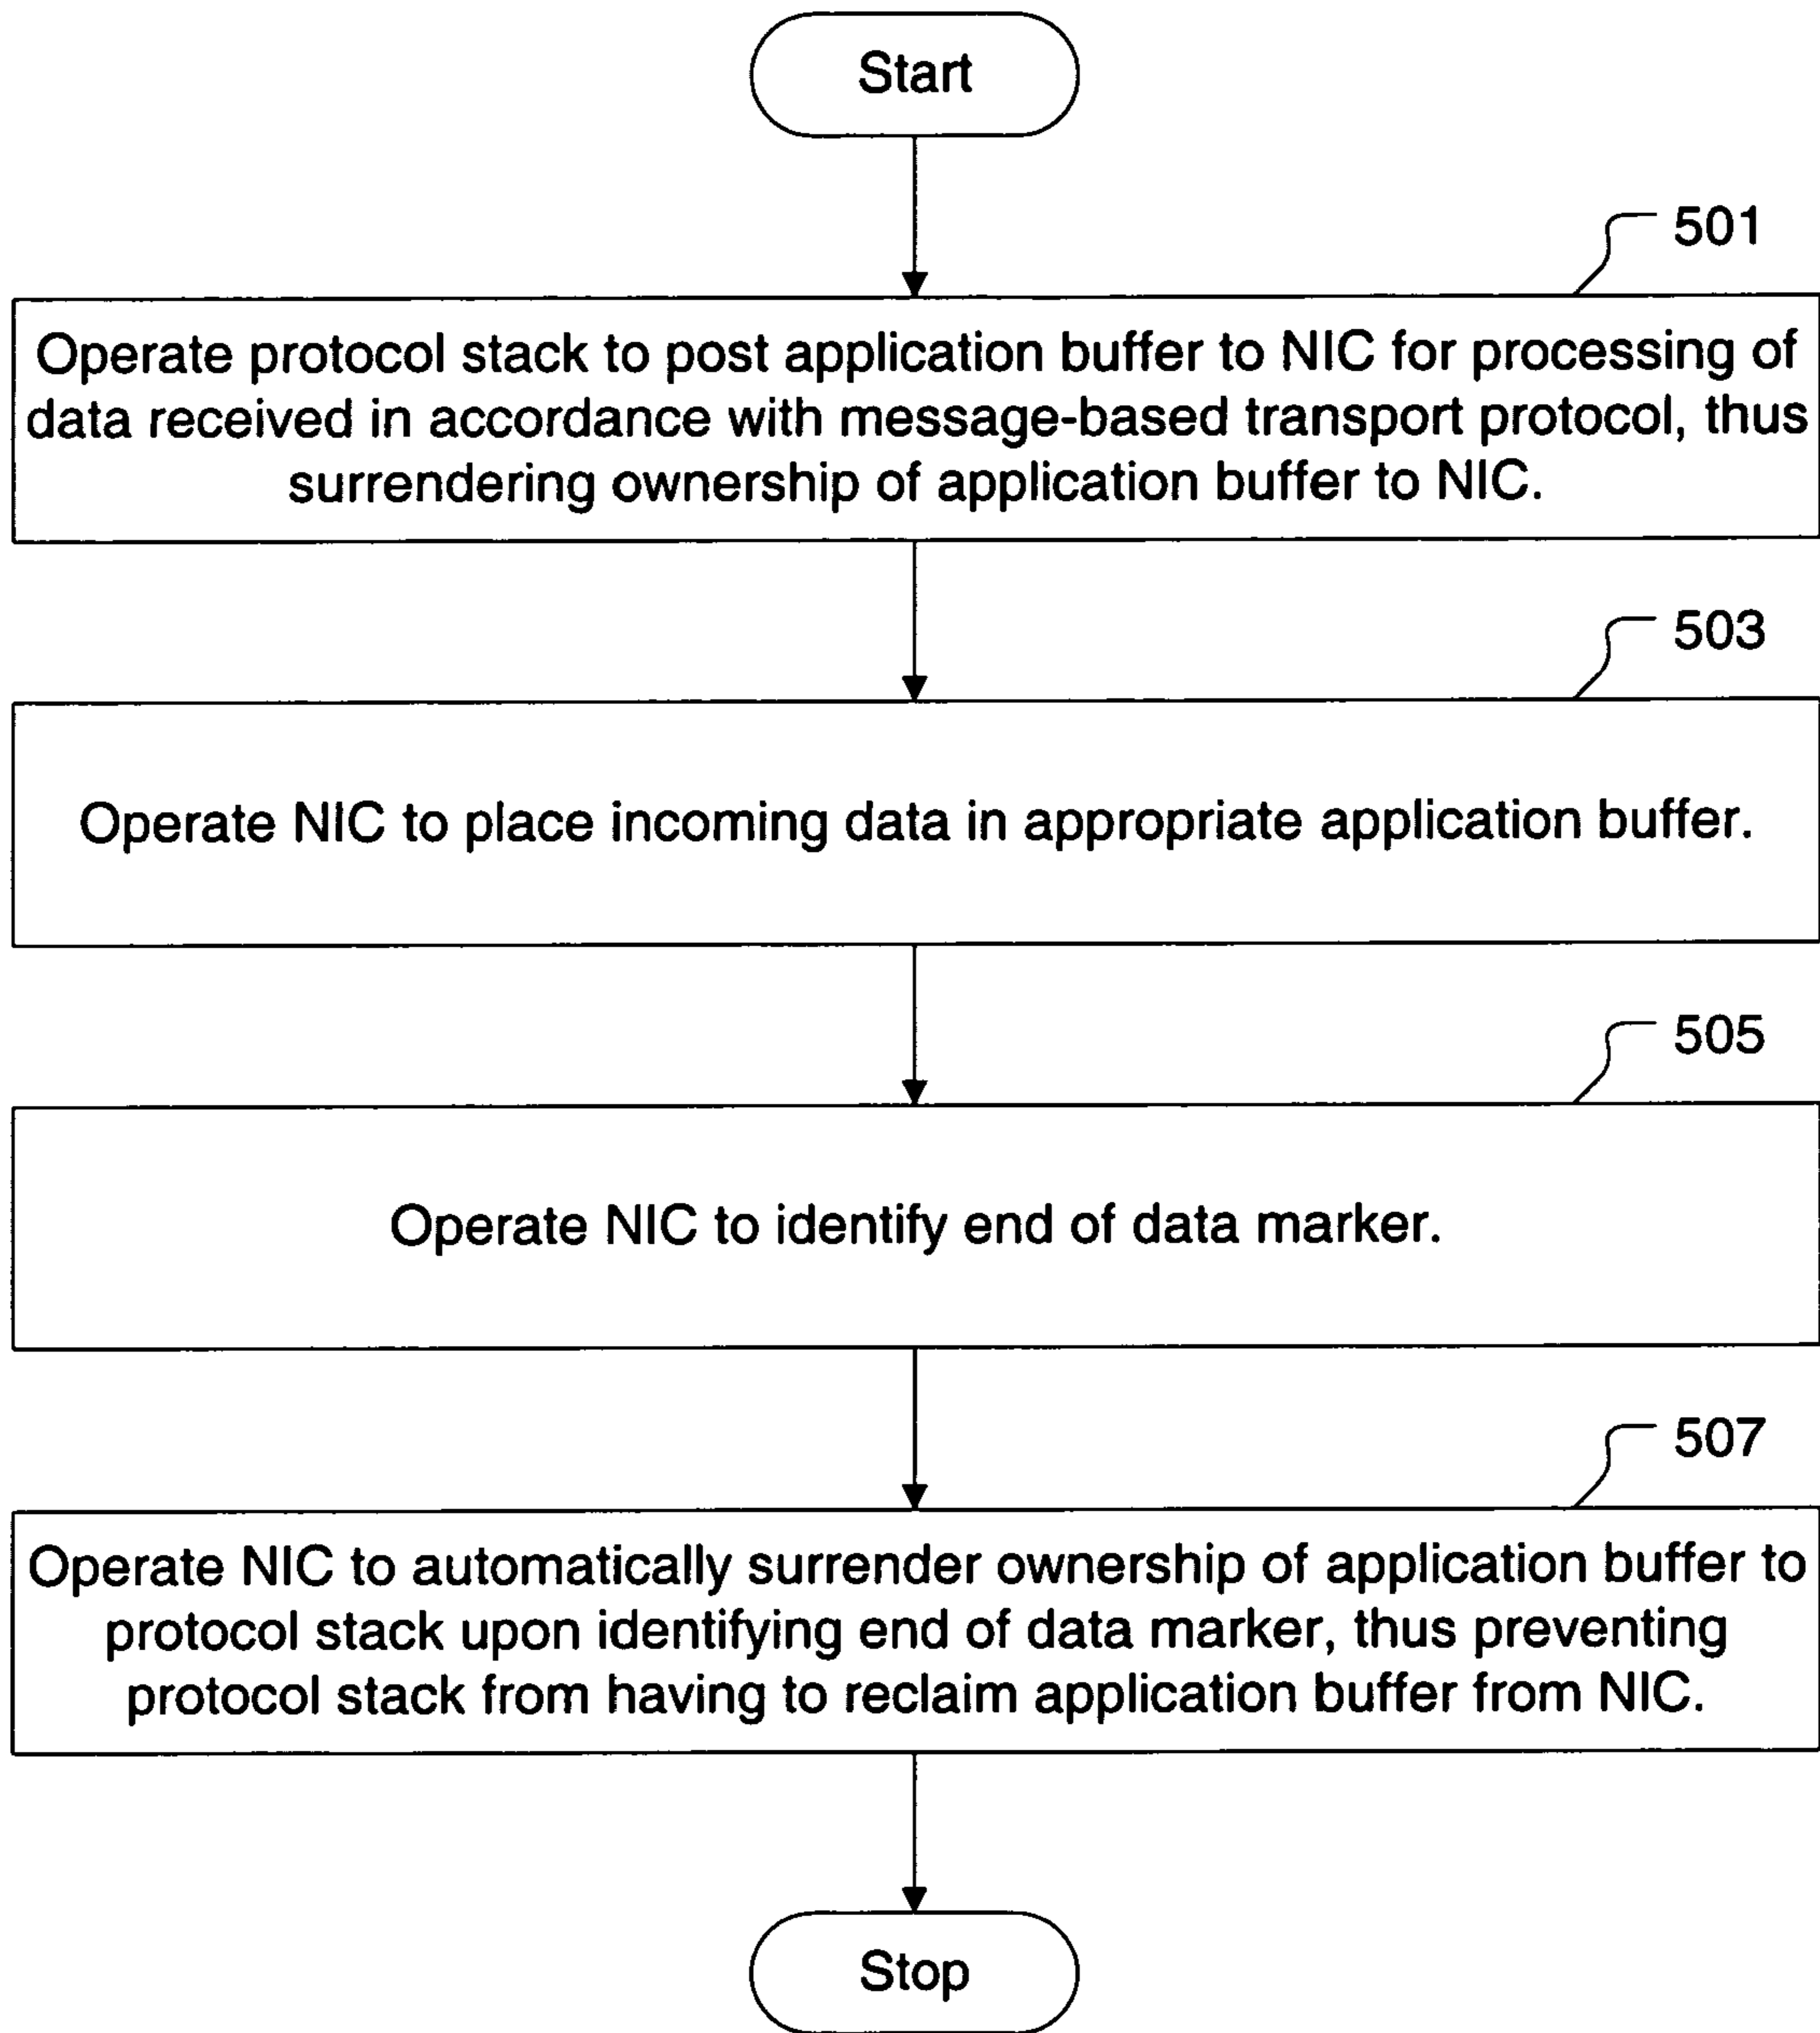 Start
501
Operate protocol stack to post application buffer to NIC for processing of
data received in accordance with message-based transport protocol, thus
surrendering ownership of application buffer to NIC.
503
Operate NIC to place incoming data in appropriate application buffer.
505
Operate NIC to identify end of data marker.
507
Operate NIC to automatically surrender ownership of application buffer to
protocol stack upon identifying end of data marker, thus preventing
protocol stack from having to reclaim application buffer from NIC.
Stop